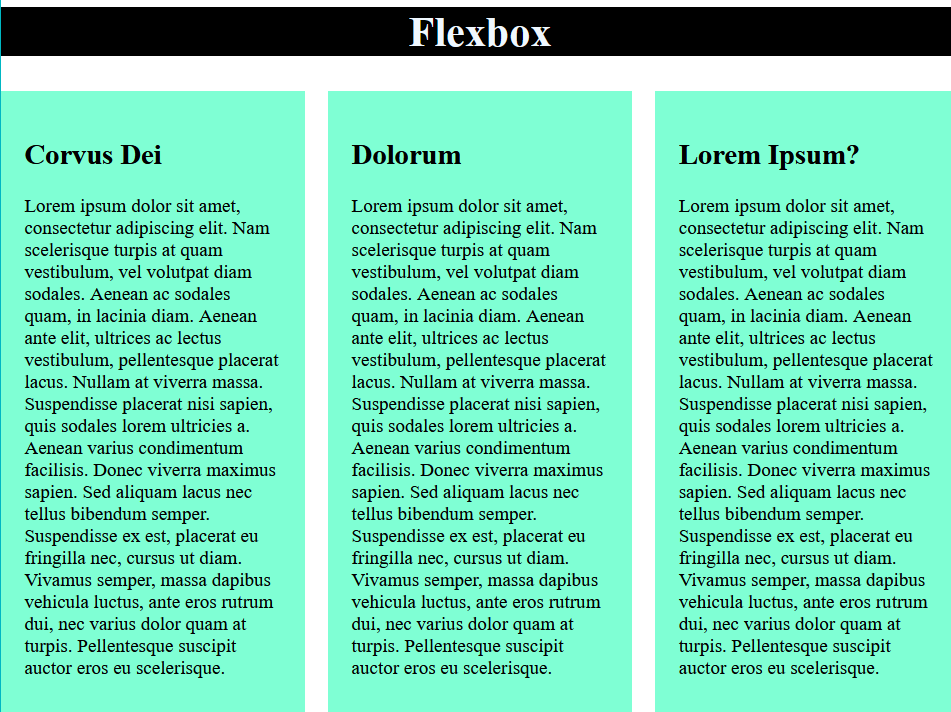 Flexbox
Corvus Dei
Lorem ipsum dolor sit amet,
consectetur adipiscing elit. Nam
scelerisque turpis at quam
vestibulum, vel volutpat diam
sodales. Aenean ac sodales
quam, in lacinia diam. Aenean
ante elit, ultrices ac lectus
vestibulum, pellentesque placerat
lacus. Nullam at viverra massa.
Suspendisse placerat nisi sapien,
quis sodales lorem ultricies a.
Aenean varius condimentum
facilisis. Donec viverra maximus
sapien. Sed aliquam lacus nec
tellus bibendum semper.
Suspendisse ex est, placerat eu
fringilla nec, cursus ut diam.
Vivamus semper, massa dapibus
vehicula luctus, ante eros rutrum
dui, nec varius dolor quam at
turpis. Pellentesque suscipit
auctor eros eu scelerisque.
Dolorum
Lorem ipsum dolor sit amet,
consectetur adipiscing elit. Nam
scelerisque turpis at quam
vestibulum, vel volutpat diam
sodales. Aenean ac sodales
quam, in lacinia diam. Aenean
ante elit, ultrices ac lectus
vestibulum, pellentesque placerat
lacus. Nullam at viverra massa.
Suspendisse placerat nisi sapien,
quis sodales lorem ultricies a.
Aenean varius condimentum
facilisis. Donec viverra maximus
sapien. Sed aliquam lacus nec
tellus bibendum semper.
Suspendisse ex est, placerat eu
fringilla nec, cursus ut diam.
Vivamus semper, massa dapibus
vehicula luctus, ante eros rutrum
dui, nec varius dolor quam at
turpis. Pellentesque suscipit
auctor eros eu scelerisque.
Lorem Ipsum?
Lorem ipsum dolor sit amet,
consectetur adipiscing elit. Nam
scelerisque turpis at quam
vestibulum, vel volutpat diam
sodales. Aenean ac sodales
quam, in lacinia diam. Aenean
ante elit, ultrices ac lectus
vestibulum, pellentesque placerat
lacus. Nullam at viverra massa.
Suspendisse placerat nisi sapien,
quis sodales lorem ultricies a.
Aenean varius condimentum
facilisis. Donec viverra maximus
sapien. Sed aliquam lacus nec
tellus bibendum semper.
Suspendisse ex est, placerat eu
fringilla nec, cursus ut diam.
Vivamus semper, massa dapibus
vehicula luctus, ante eros rutrum
dui, nec varius dolor quam at
turpis. Pellentesque suscipit
auctor eros eu scelerisque.